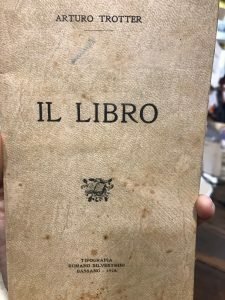 ARTURO TROTTER
IL LIBRO
TIPOGRAFIA
BASSANO -